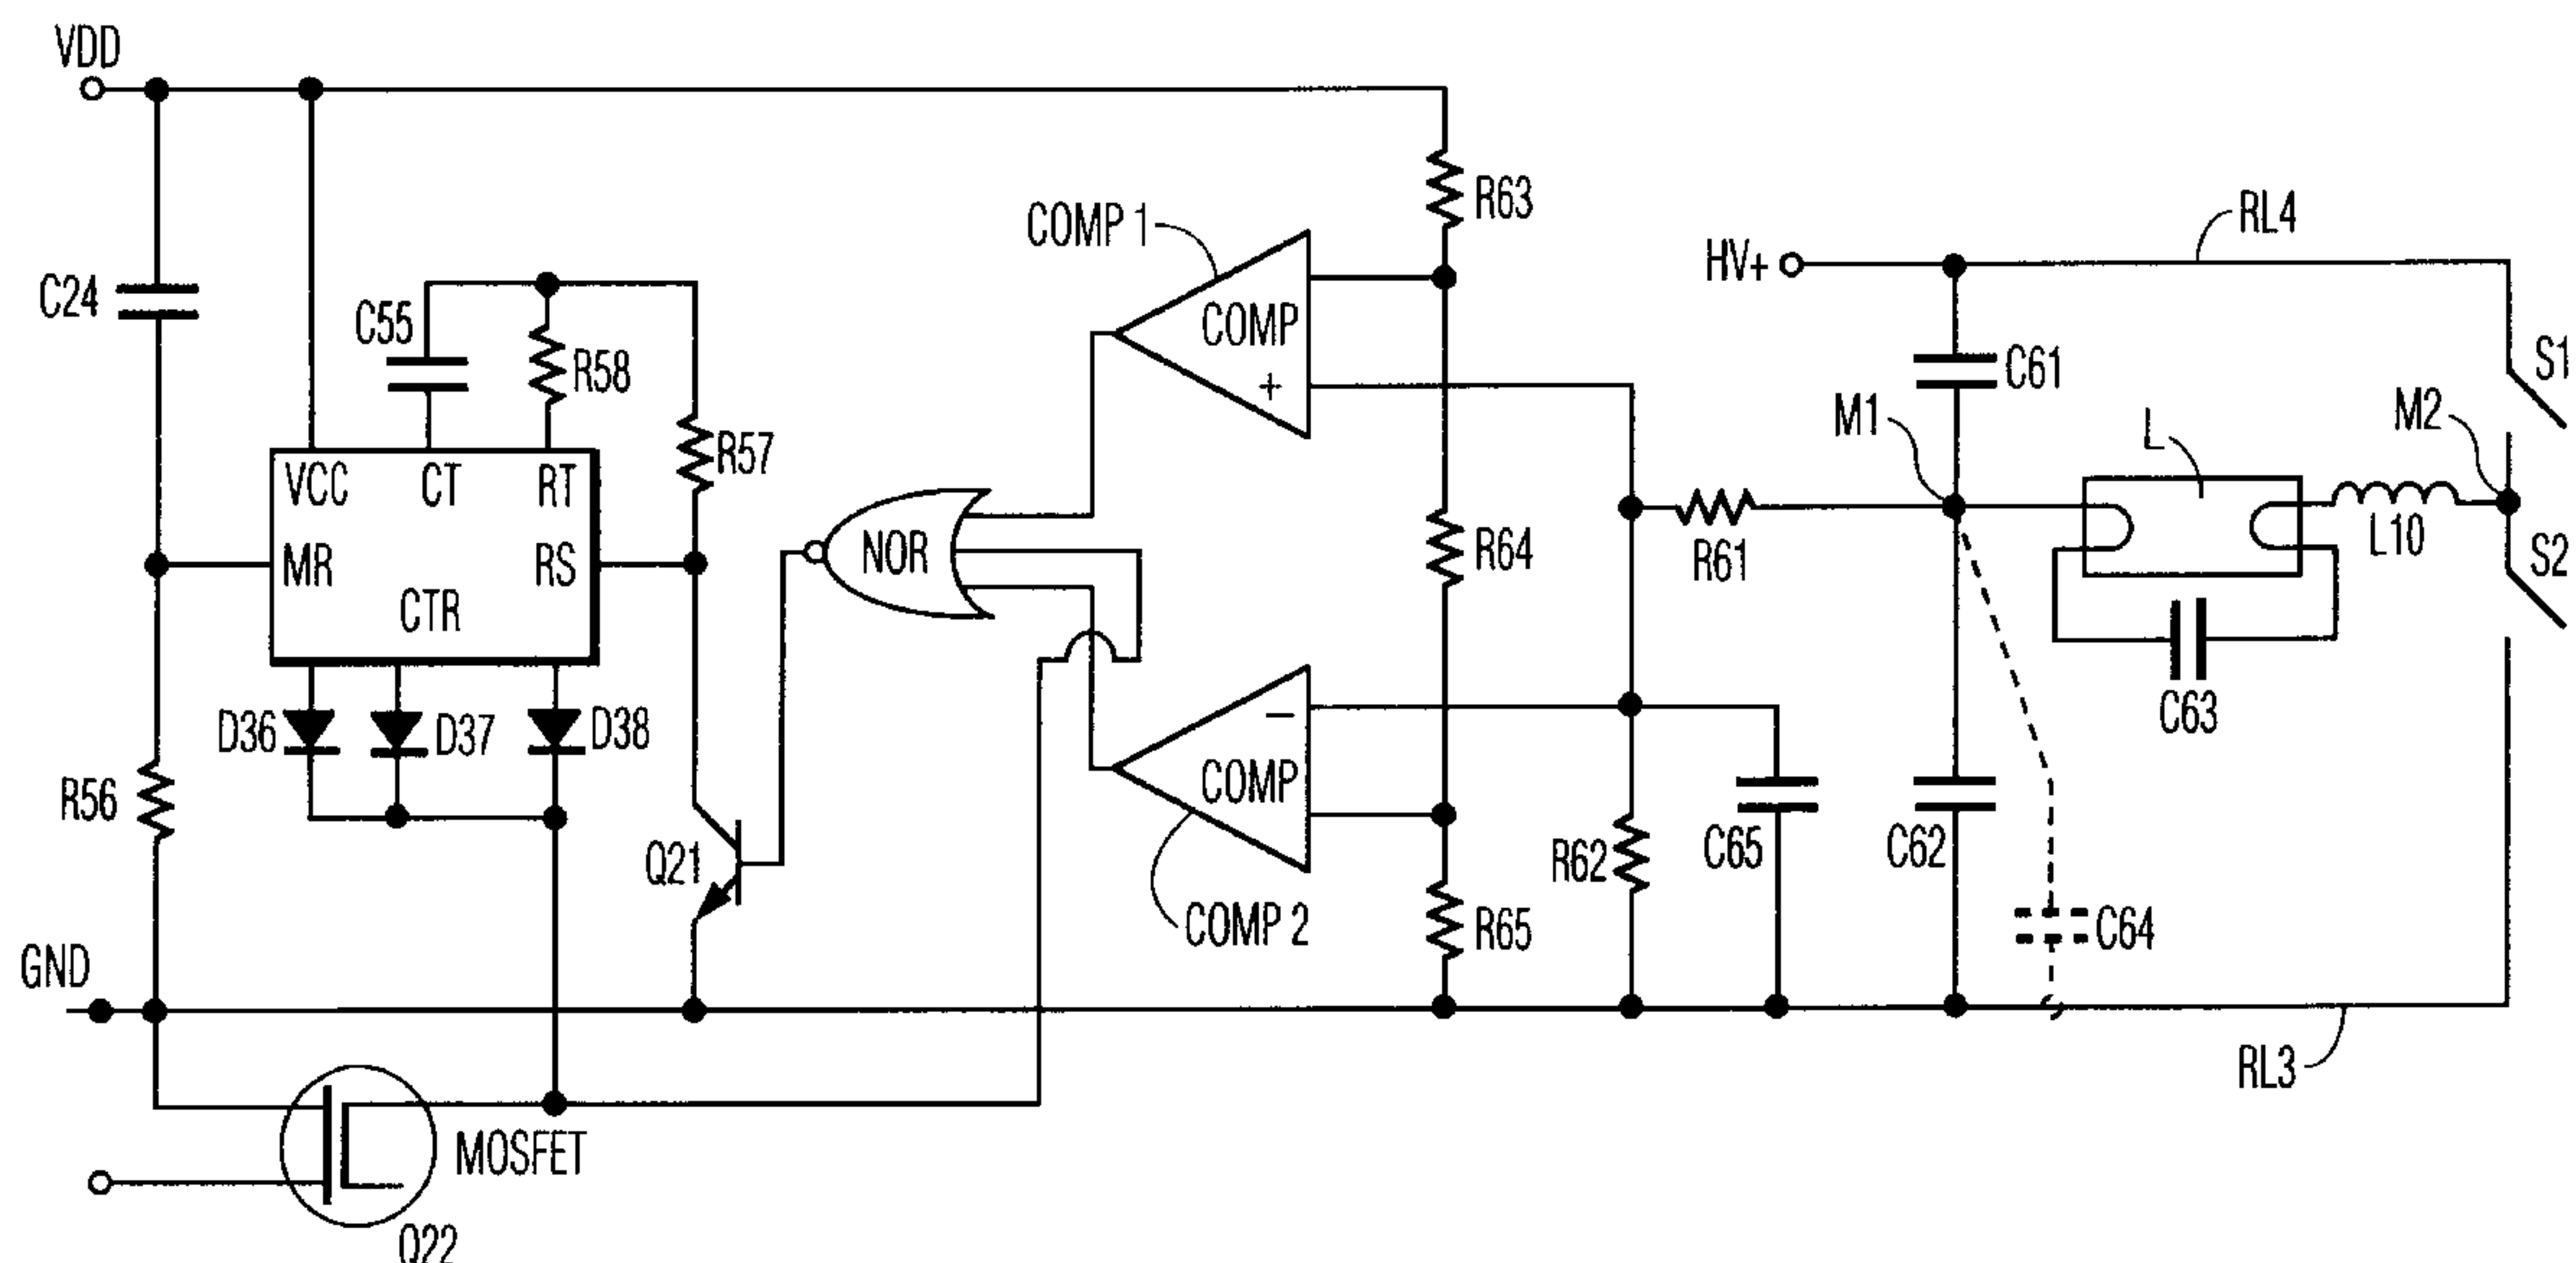 VDD
C24
C55
R58
R57
VCC CT RT
MR RS
CTR
D36
D37
D38
R56
Q21
GND
MOSFET
Q22
NOR
COMP 1
COMP
+
−
COMP
COMP 2
R63
R64
R65
R61
R62
C65
HV+
RL4
C61
M1
L
M2
L10
S1
S2
C63
C62
C64
RL3